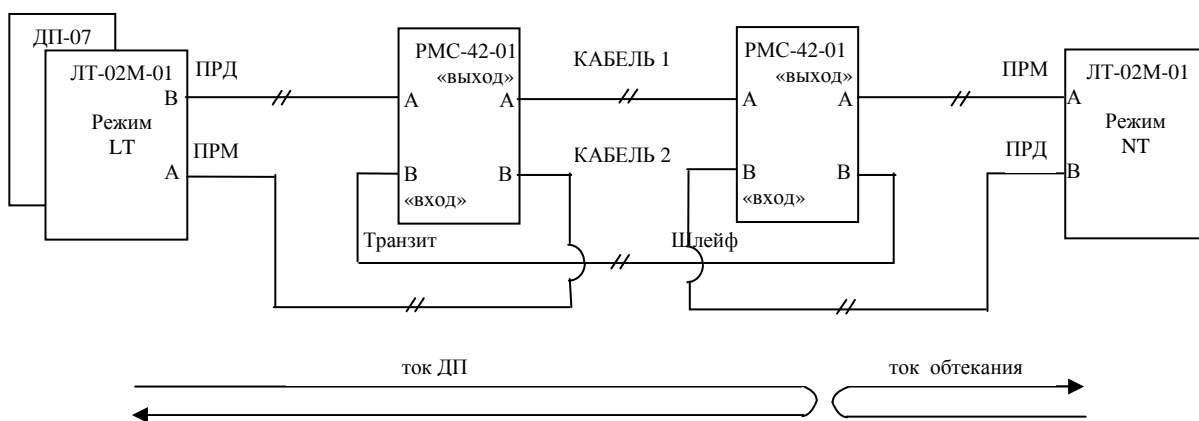 ДП-07
ЛТ-02М-01
В
Режим
LT
А
ПРД
ПРМ
РМС-42-01
«выход»
А
А
В
В
«вход»
Транзит
КАБЕЛЬ 1
КАБЕЛЬ 2
РМС-42-01
«выход»
А
А
В
В
«вход»
Шлейф
ПРМ
ПРД
ЛТ-02М-01
А
Режим
NT
В
ток ДП
ток обтекания